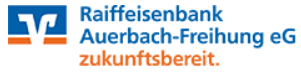 Raiffeisenbank
Auerbach-Freihung eG
zukunftsbereit.